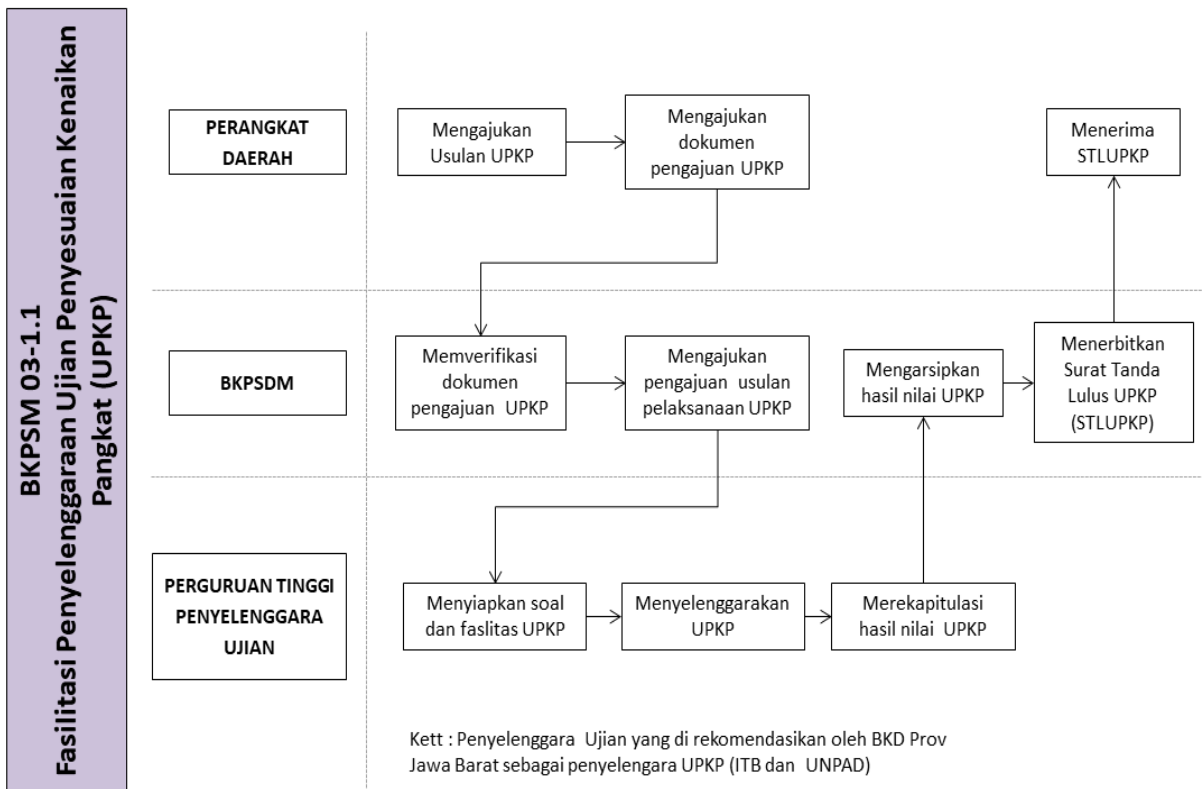 BKPSM 03-1.1
Fasilitasi Penyelenggaraan Ujian Penyesuaian Kenaikan
Pangkat (UPKP)
PERANGKAT
DAERAH
Mengajukan
Usulan UPKP
Mengajukan
dokumen
pengajuan UPKP
Menerima
STLUPKP
BKPSDM
Memverifikasi
dokumen
pengajuan UPKP
Mengajukan
pengajuan usulan
pelaksanaan UPKP
Mengarsipkan
hasil nilai UPKP
Menerbitkan
Surat Tanda
Lulus UPKP
(STLUPKP)
PERGURUAN TINGGI
PENYELENGGARA
UJIAN
Menyiapkan soal
dan faslitas UPKP
Menyelenggarakan
UPKP
Merekapitulasi
hasil nilai UPKP
Kett : Penyelenggara Ujian yang di rekomendasikan oleh BKD Prov
Jawa Barat sebagai penyelengara UPKP (ITB dan UNPAD)